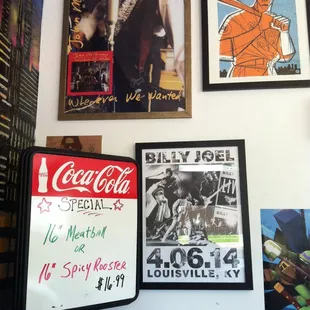 John M
Wherever We Wanted
Coca-Cola
SPECIAL
16" Meatball
OR
16" Spicy Rooster
$16.99
BILLY JOEL
4.06.14
LOUISVILLE, KY